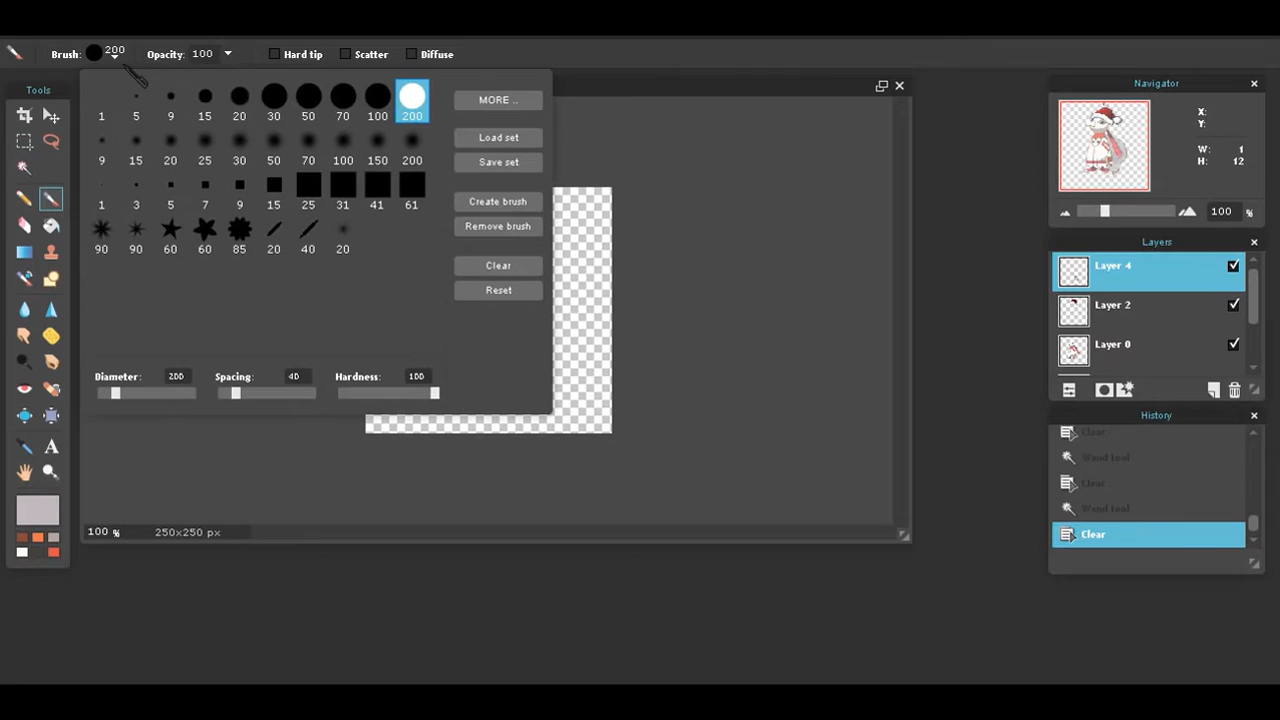 Brush: 200 Opacity: 100 Hard tip Scatter Diffuse
Tools
1 5 9 15 20 30 50 70 100 200
9 15 20 25 30 50 70 100 150 200
1 3 5 7 9 15 25 31 41 61
90 90 60 60 85 20 40 20
MORE ..
Load set
Save set
Create brush
Remove brush
Clear
Reset
Diameter: 200 Spacing: 40 Hardness: 100
100 % 250x250 px
Navigator
X:
Y:
W: 1
H: 12
100 %
Layers
Layer 4
Layer 2
Layer 0
History
Clear
Wand tool
Clear
Wand tool
Clear